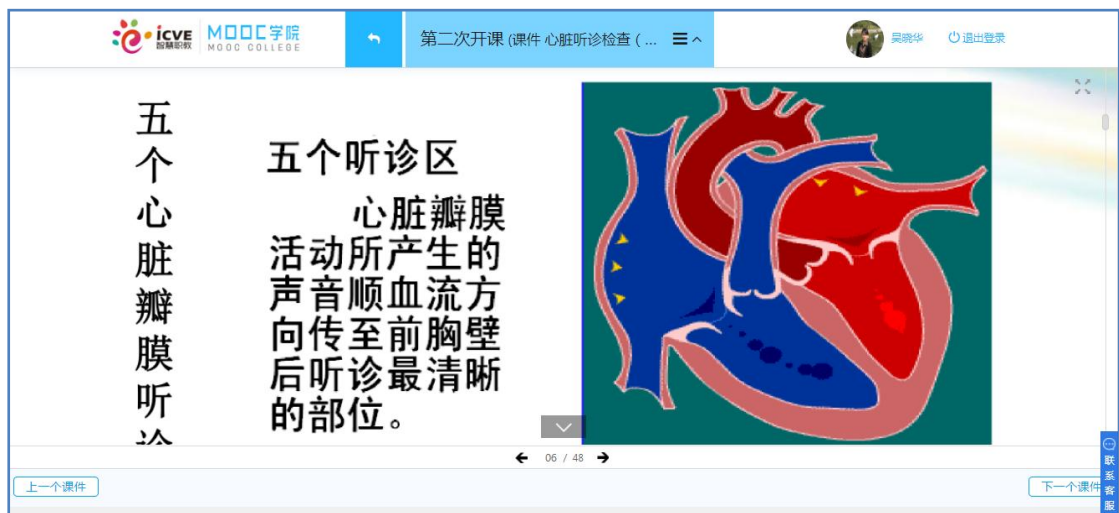 icve 智慧职教 MOOC学院 MOOC COLLEGE
第二次开课 (课件 心脏听诊检查 ( ...
吴晓华
退出登录
五个心脏瓣膜听诊
五个听诊区
心脏瓣膜
活动所产生的
声音顺血流方
向传至前胸壁
后听诊最清晰
的部位。
06 / 48
上一个课件
下一个课件
联系客服